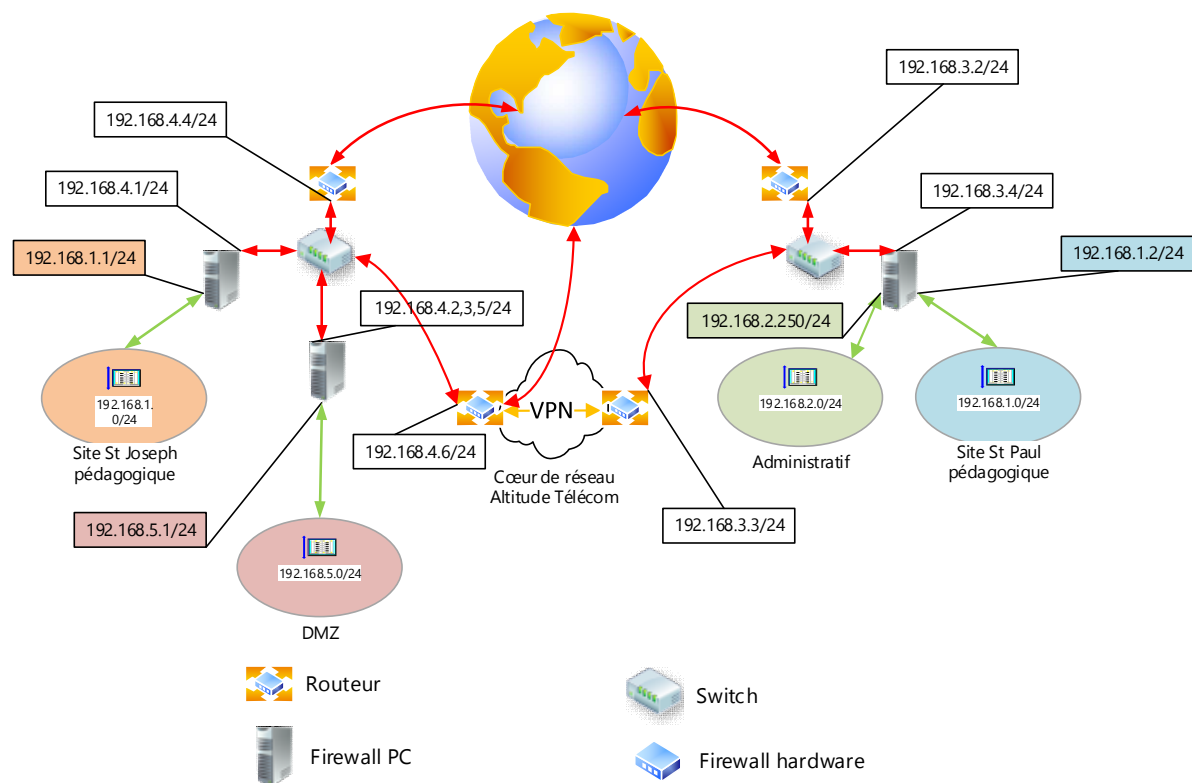 192.168.3.2/24
192.168.4.4/24
192.168.4.1/24
192.168.3.4/24
192.168.1.1/24
192.168.1.2/24
192.168.4.2,3,5/24
192.168.2.250/24
192.168.1.
0/24
192.168.2.0/24
192.168.1.0/24
VPN
Site St Joseph
pédagogique
192.168.4.6/24
Administratif
Site St Paul
pédagogique
Cœur de réseau
Altitude Télécom
192.168.5.1/24
192.168.3.3/24
192.168.5.0/24
DMZ
Routeur
Switch
Firewall PC
Firewall hardware